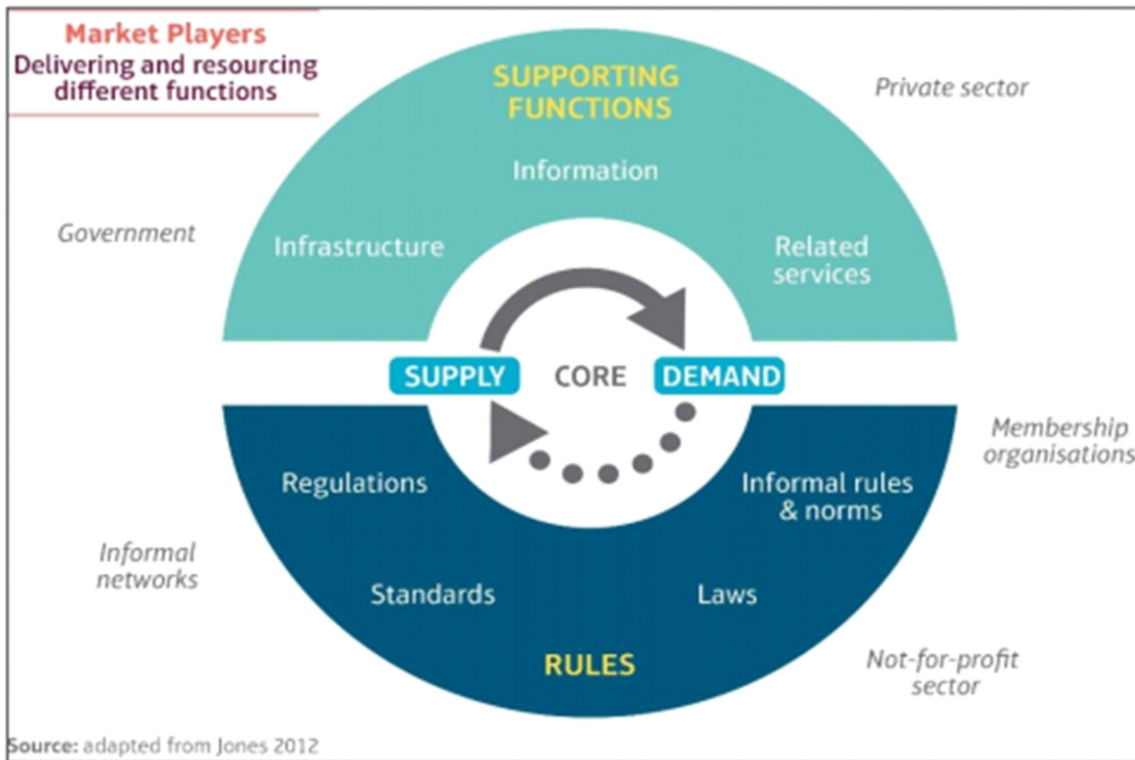 Market Players
Delivering and resourcing
different functions
SUPPORTING
FUNCTIONS
Private sector
Information
Government
Infrastructure
Related
services
SUPPLY CORE DEMAND
Membership
organisations
Regulations
Informal rules
& norms
Informal
networks
Standards
Laws
RULES
Not-for-profit
sector
Source: adapted from Jones 2012